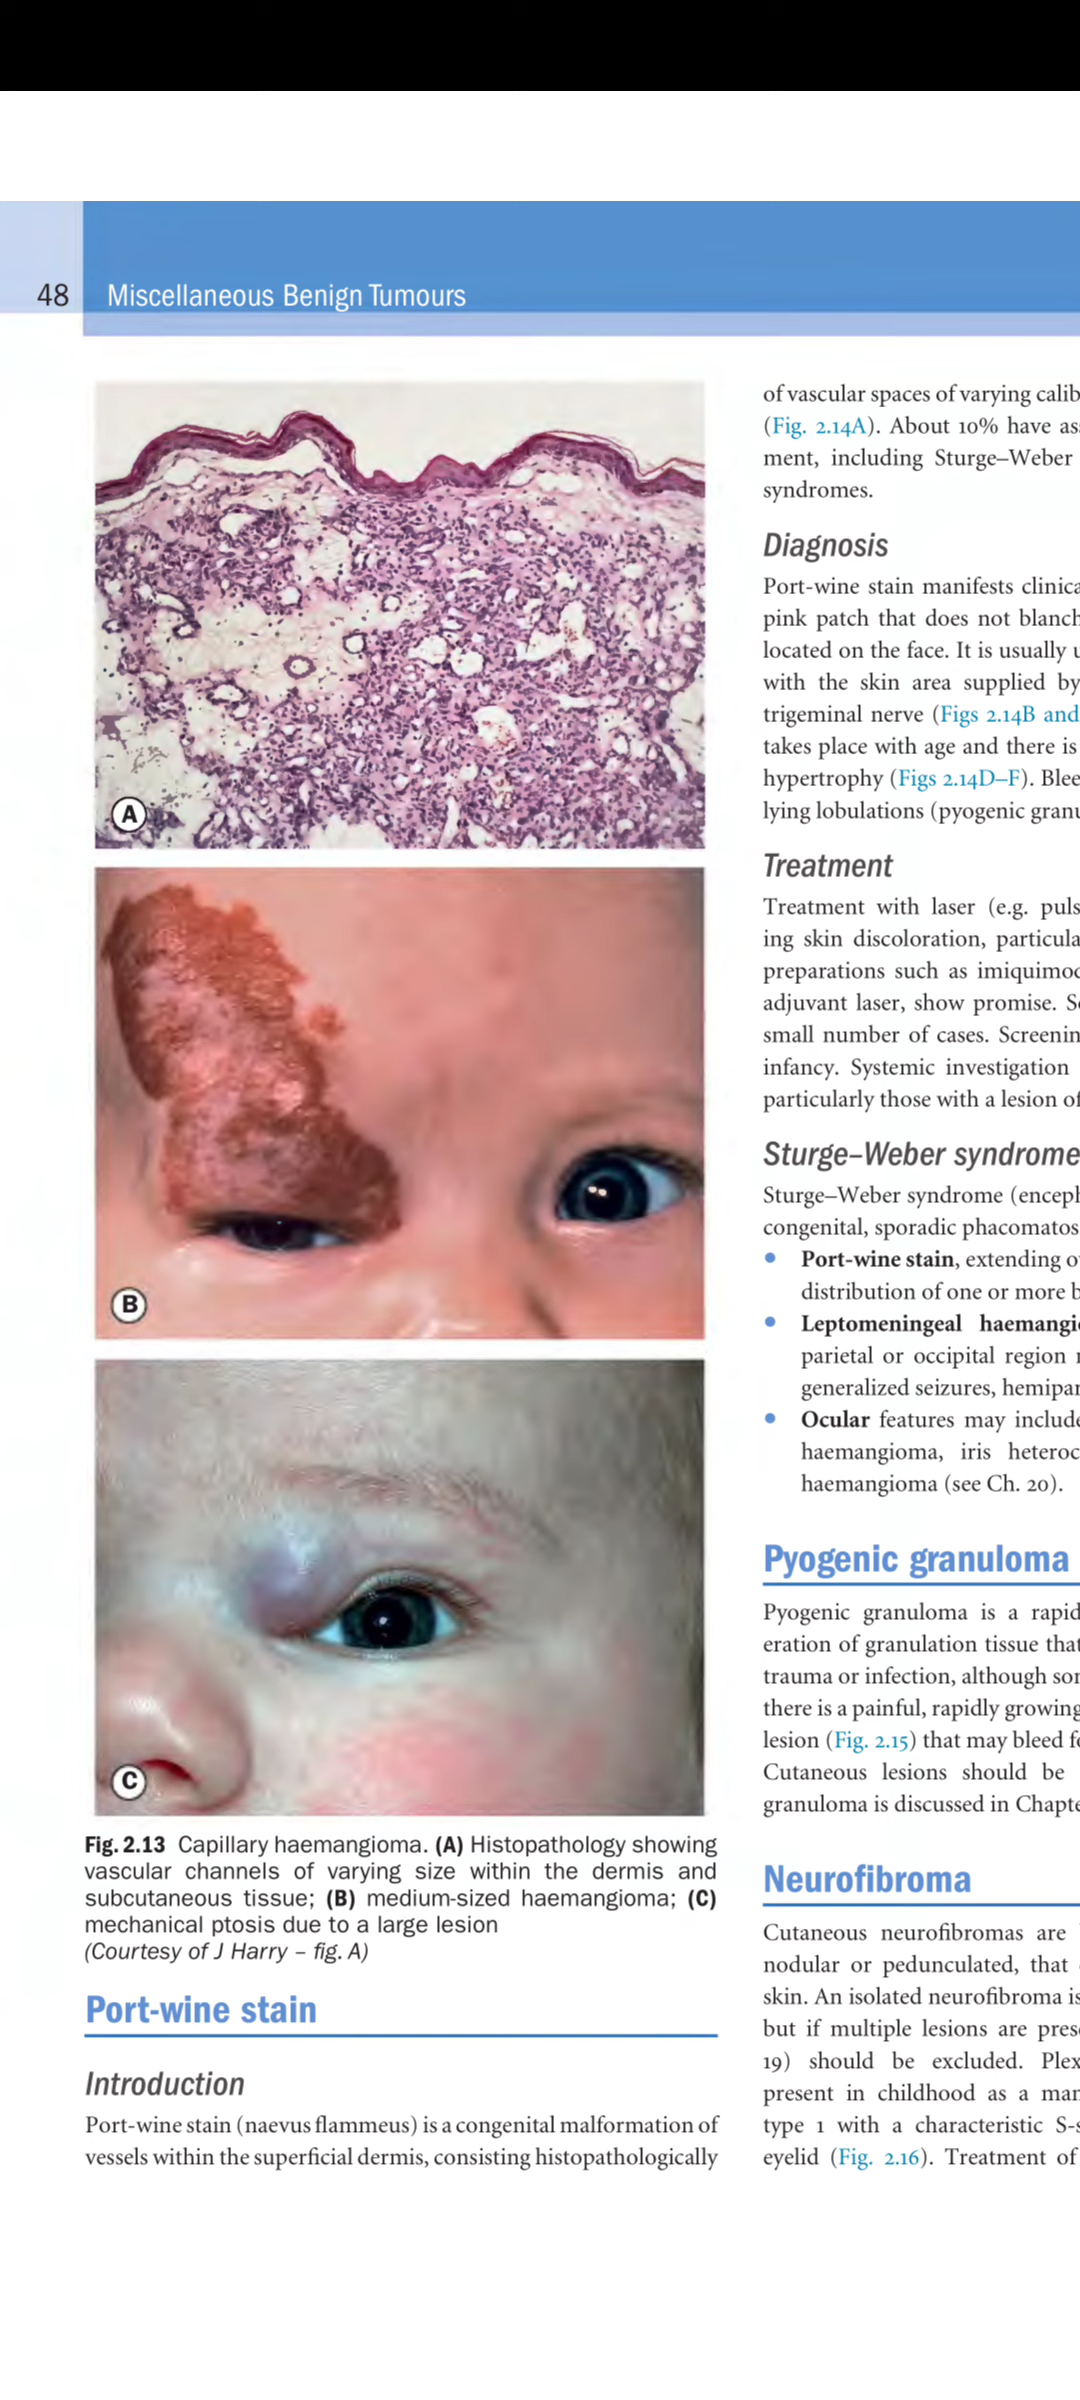 48 Miscellaneous Benign Tumours
A
B
C
Fig. 2.13 Capillary haemangioma. (A) Histopathology showing
vascular channels of varying size within the dermis and
subcutaneous tissue; (B) medium-sized haemangioma; (C)
mechanical ptosis due to a large lesion
(Courtesy of J Harry – fig. A)
Port-wine stain
Introduction
Port-wine stain (naevus flammeus) is a congenital malformation of
vessels within the superficial dermis, consisting histopathologically
of vascular spaces of varying calib
(Fig. 2.14A). About 10% have as
ment, including Sturge–Weber
syndromes.
Diagnosis
Port-wine stain manifests clinica
pink patch that does not blanch
located on the face. It is usually u
with the skin area supplied by
trigeminal nerve (Figs 2.14B and
takes place with age and there is
hypertrophy (Figs 2.14D–F). Blee
lying lobulations (pyogenic granu
Treatment
Treatment with laser (e.g. puls
ing skin discoloration, particula
preparations such as imiquimod
adjuvant laser, show promise. S
small number of cases. Screenin
infancy. Systemic investigation
particularly those with a lesion of
Sturge–Weber syndrome
Sturge–Weber syndrome (enceph
congenital, sporadic phacomatos
• Port-wine stain, extending o
distribution of one or more b
• Leptomeningeal haemangi
parietal or occipital region
generalized seizures, hemipar
• Ocular features may include
haemangioma, iris heteroc
haemangioma (see Ch. 20).
Pyogenic granuloma
Pyogenic granuloma is a rapid
eration of granulation tissue that
trauma or infection, although som
there is a painful, rapidly growing
lesion (Fig. 2.15) that may bleed fo
Cutaneous lesions should be
granuloma is discussed in Chapte
Neurofibroma
Cutaneous neurofibromas are
nodular or pedunculated, that
skin. An isolated neurofibroma is
but if multiple lesions are prese
19) should be excluded. Plex
present in childhood as a man
type 1 with a characteristic S-s
eyelid (Fig. 2.16). Treatment of